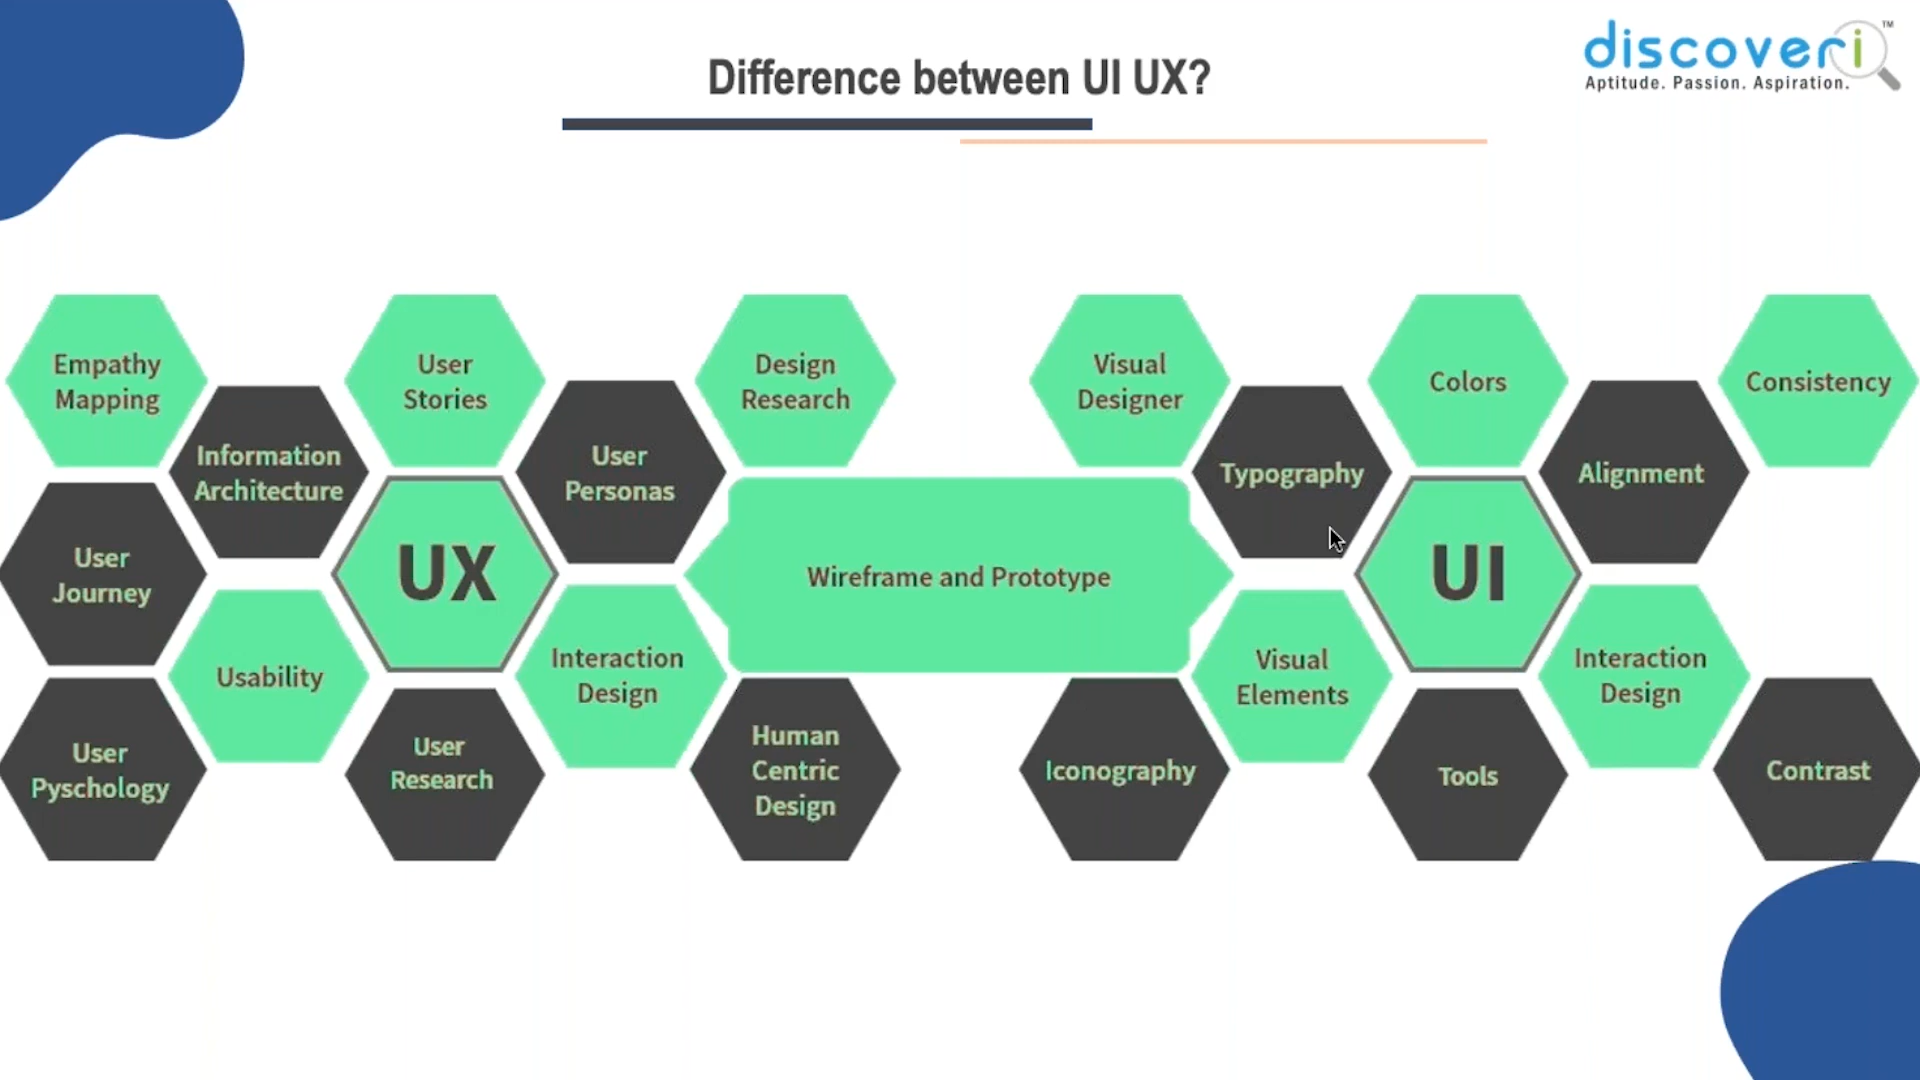 Difference between UI UX?
discoveri™
Aptitude. Passion. Aspiration.
Empathy
Mapping
Information
Architecture
User
Stories
User
Personas
Design
Research
User
Journey
UX
Usability
Interaction
Design
User
Pyschology
User
Research
Human
Centric
Design
Wireframe and Prototype
Visual
Designer
Typography
Colors
Alignment
Consistency
UI
Visual
Elements
Interaction
Design
Iconography
Tools
Contrast